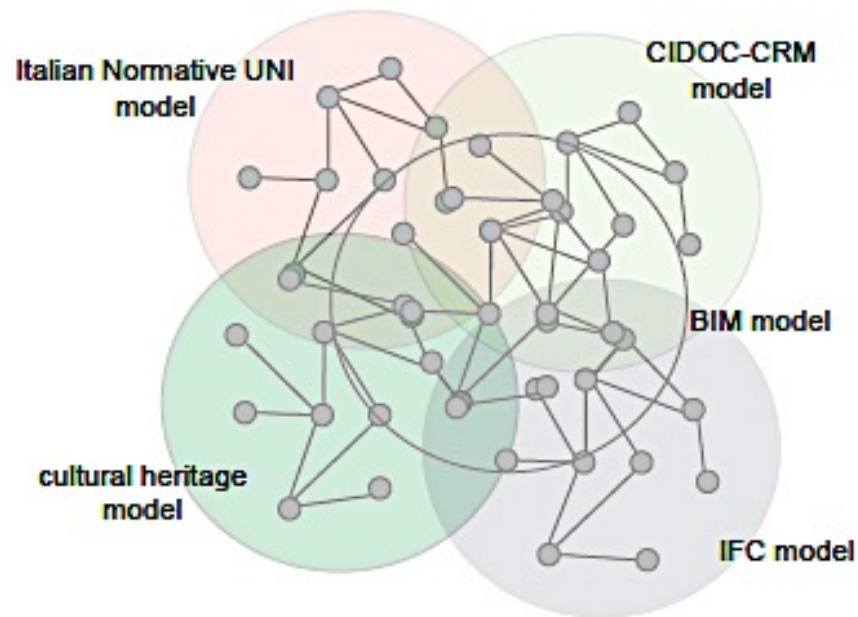 Italian Normative UNI
model
CIDOC-CRM
model
BIM model
cultural heritage
model
IFC model